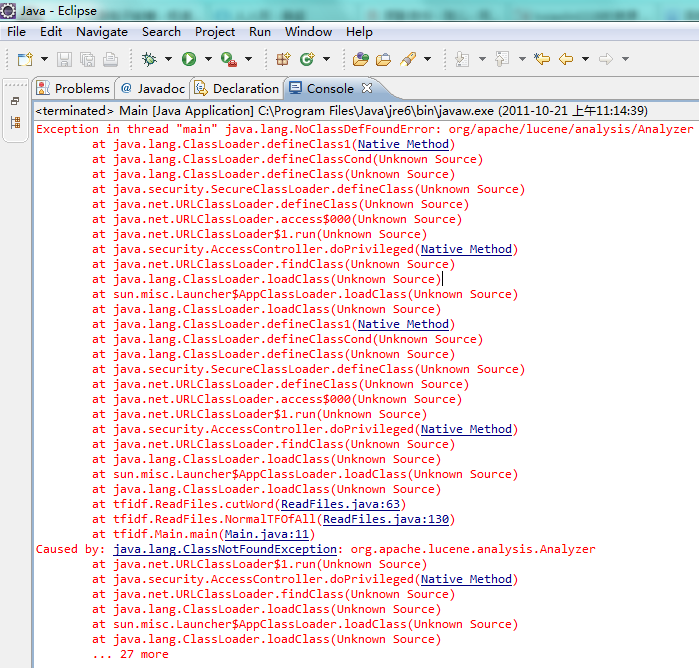 Java - Eclipse
File Edit Navigate Search Project Run Window Help
Problems @ Javadoc Declaration Console
<terminated> Main [Java Application] C:\Program Files\Java\jre6\bin\javaw.exe (2011-10-21 上午11:14:39)
Exception in thread "main" java.lang.NoClassDefFoundError: org/apache/lucene/analysis/Analyzer
at java.lang.ClassLoader.defineClass1(Native Method)
at java.lang.ClassLoader.defineClassCond(Unknown Source)
at java.lang.ClassLoader.defineClass(Unknown Source)
at java.security.SecureClassLoader.defineClass(Unknown Source)
at java.net.URLClassLoader.defineClass(Unknown Source)
at java.net.URLClassLoader.access$000(Unknown Source)
at java.net.URLClassLoader$1.run(Unknown Source)
at java.security.AccessController.doPrivileged(Native Method)
at java.net.URLClassLoader.findClass(Unknown Source)
at java.lang.ClassLoader.loadClass(Unknown Source)
at sun.misc.Launcher$AppClassLoader.loadClass(Unknown Source)
at java.lang.ClassLoader.loadClass(Unknown Source)
at java.lang.ClassLoader.defineClass1(Native Method)
at java.lang.ClassLoader.defineClassCond(Unknown Source)
at java.lang.ClassLoader.defineClass(Unknown Source)
at java.security.SecureClassLoader.defineClass(Unknown Source)
at java.net.URLClassLoader.defineClass(Unknown Source)
at java.net.URLClassLoader.access$000(Unknown Source)
at java.net.URLClassLoader$1.run(Unknown Source)
at java.security.AccessController.doPrivileged(Native Method)
at java.net.URLClassLoader.findClass(Unknown Source)
at java.lang.ClassLoader.loadClass(Unknown Source)
at sun.misc.Launcher$AppClassLoader.loadClass(Unknown Source)
at java.lang.ClassLoader.loadClass(Unknown Source)
at tfidf.ReadFiles.cutWord(ReadFiles.java:63)
at tfidf.ReadFiles.NormalTFOfAll(ReadFiles.java:130)
at tfidf.Main.main(Main.java:11)
Caused by: java.lang.ClassNotFoundException: org.apache.lucene.analysis.Analyzer
at java.net.URLClassLoader$1.run(Unknown Source)
at java.security.AccessController.doPrivileged(Native Method)
at java.net.URLClassLoader.findClass(Unknown Source)
at java.lang.ClassLoader.loadClass(Unknown Source)
at sun.misc.Launcher$AppClassLoader.loadClass(Unknown Source)
at java.lang.ClassLoader.loadClass(Unknown Source)
... 27 more